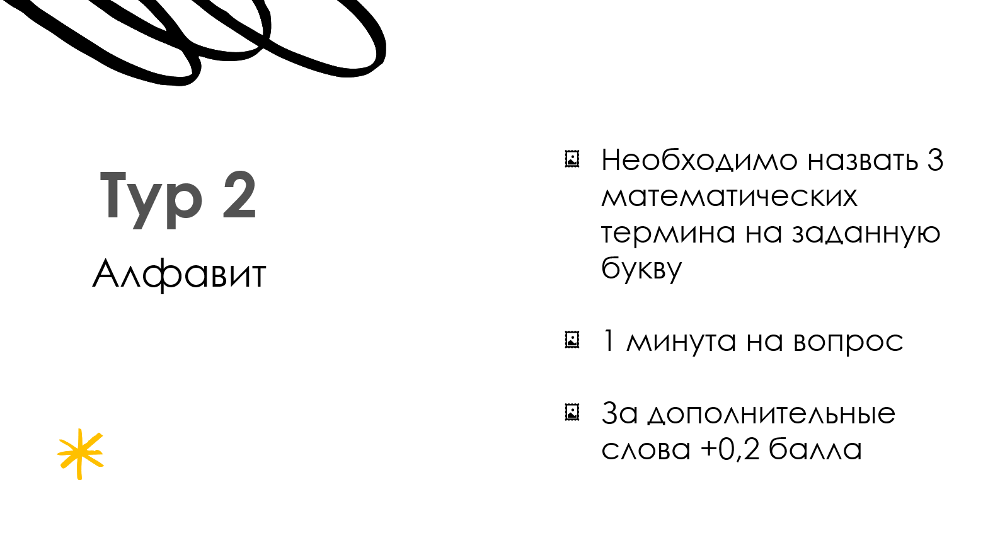 Тур 2
Алфавит
Необходимо назвать 3
математических
термина на заданную
букву
1 минута на вопрос
За дополнительные
слова +0,2 балла